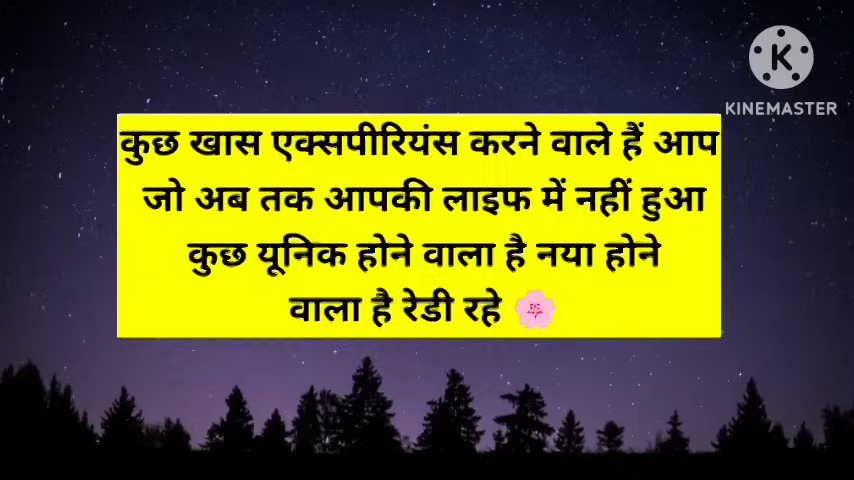 KINEMASTER
कुछ खास एक्सपीरियंस करने वाले हैं आप
जो अब तक आपकी लाइफ में नहीं हुआ
कुछ यूनिक होने वाला है नया होने
वाला है रेडी रहे 🌸